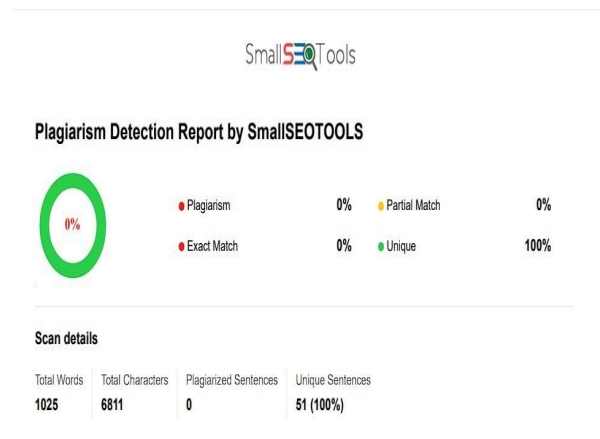 SmallSEOTools
Plagiarism Detection Report by SmallSEOTOOLS
0%
Plagiarism 0% Partial Match 0%
Exact Match 0% Unique 100%
Scan details
Total Words Total Characters Plagiarized Sentences Unique Sentences
1025 6811 0 51 (100%)